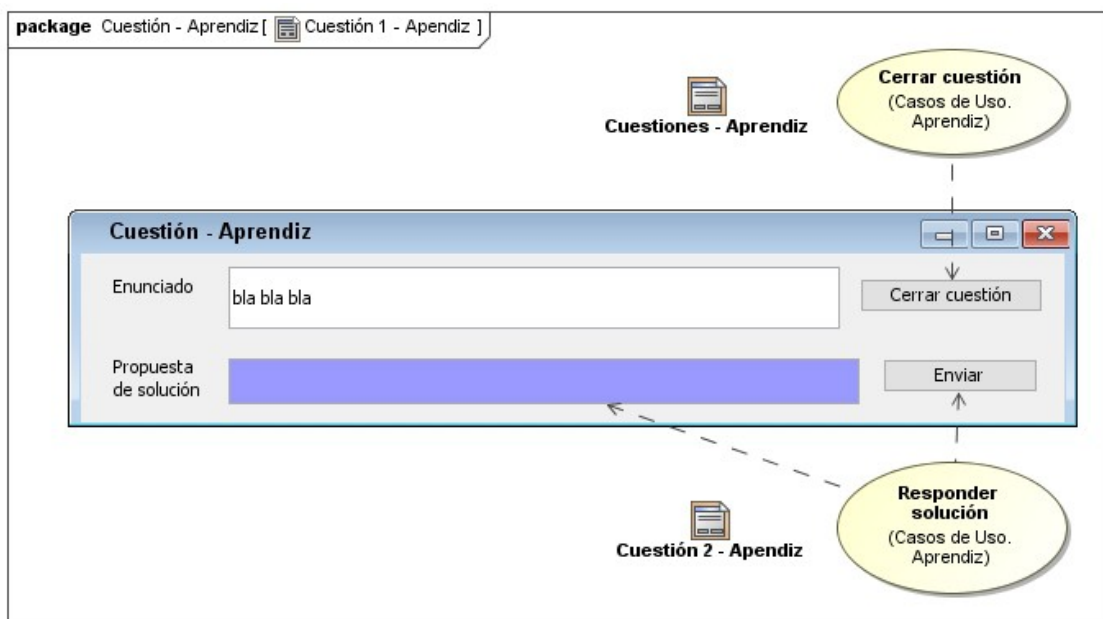 package Cuestión - Aprendiz [ Cuestión 1 - Apendiz ]
Cerrar cuestión
(Casos de Uso.
Aprendiz)
Cuestiones - Aprendiz
Cuestión - Aprendiz
Enunciado
bla bla bla
Cerrar cuestión
Propuesta
de solución
Enviar
Responder
solución
(Casos de Uso.
Aprendiz)
Cuestión 2 - Apendiz